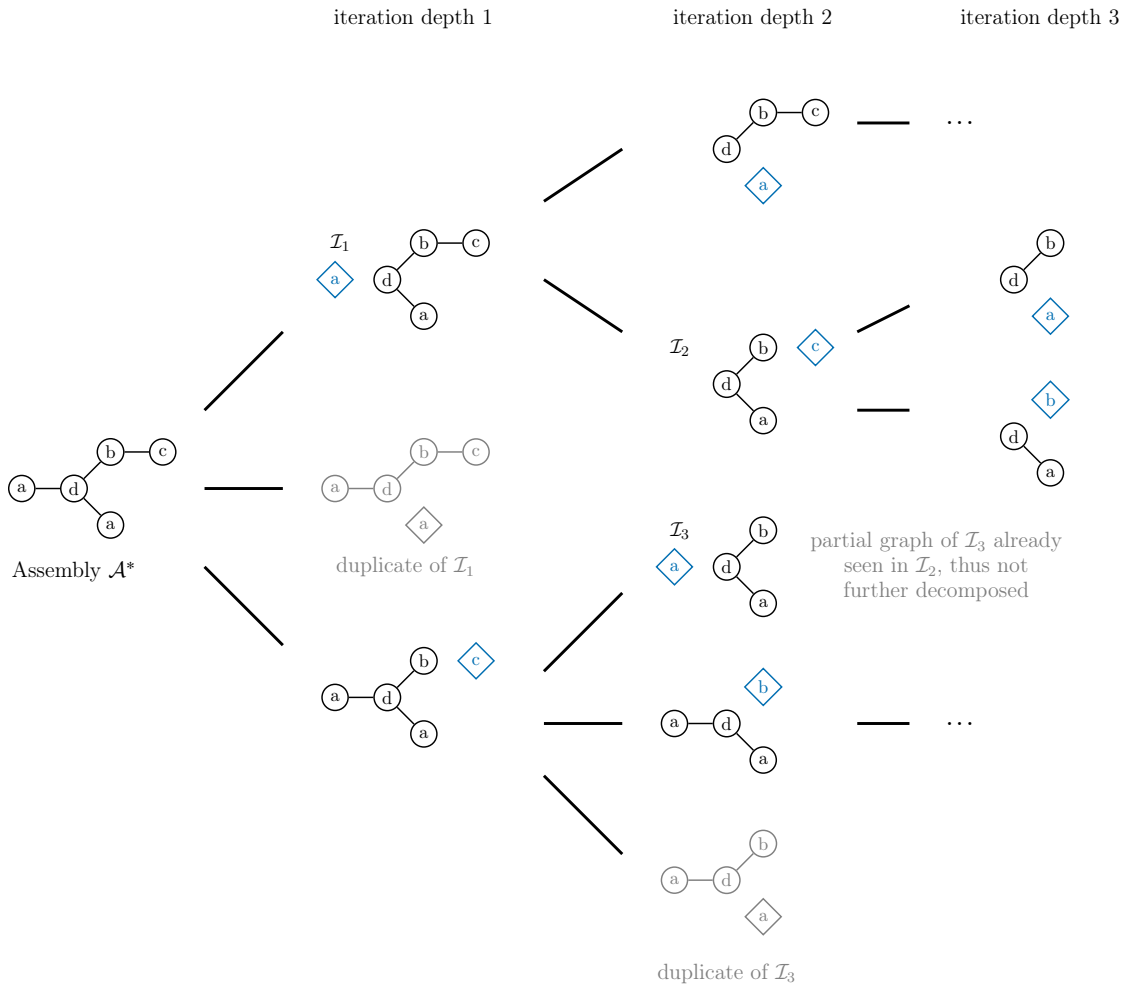 iteration depth 1
iteration depth 2
iteration depth 3
b c
d
a
...
I₁
b c
a d
a
b
d
a
I₂
b c
d
a
b
d
a
b c
a d
a
Assembly A*
b c
a d
a
duplicate of I₁
I₃
b
a d
a
partial graph of I₃ already
seen in I₂, thus not
further decomposed
b c
a d
a
b
a d
a
...
b
a d
a
duplicate of I₃